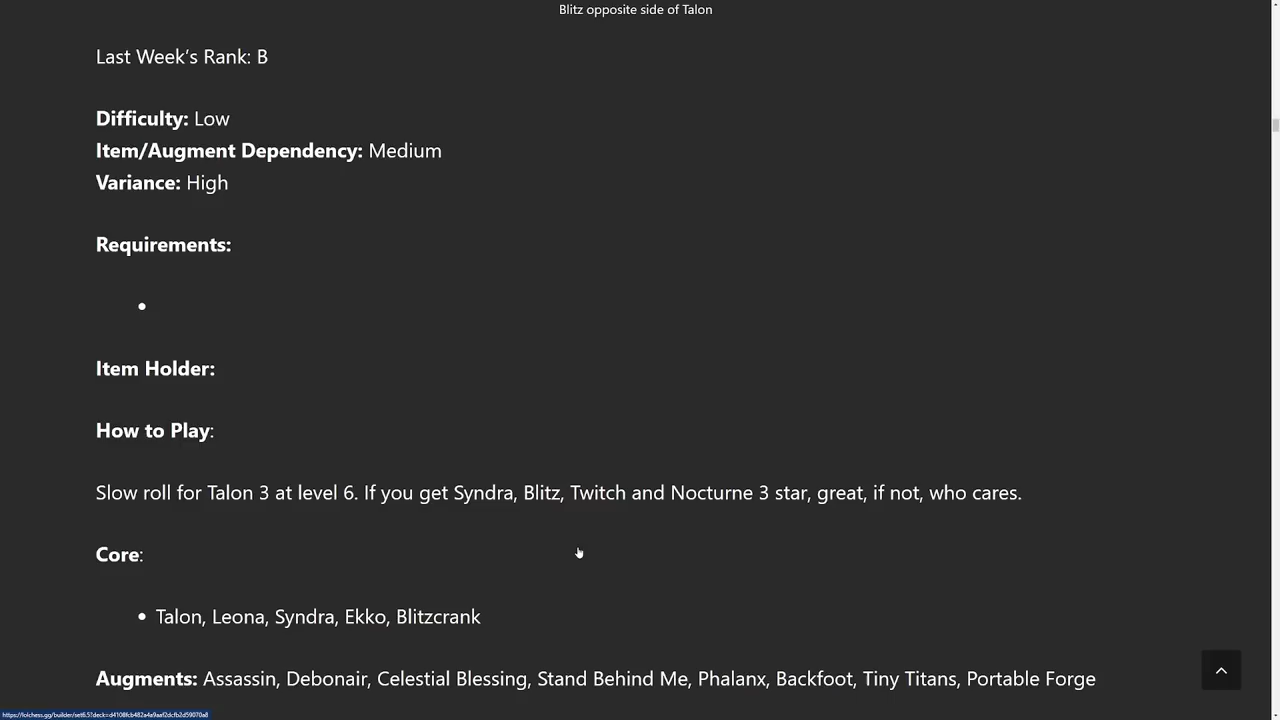 Blitz opposite side of Talon
Last Week’s Rank: B
Difficulty: Low
Item/Augment Dependency: Medium
Variance: High
Requirements:
•
Item Holder:
How to Play:
Slow roll for Talon 3 at level 6. If you get Syndra, Blitz, Twitch and Nocturne 3 star, great, if not, who cares.
Core:
• Talon, Leona, Syndra, Ekko, Blitzcrank
Augments: Assassin, Debonair, Celestial Blessing, Stand Behind Me, Phalanx, Backfoot, Tiny Titans, Portable Forge